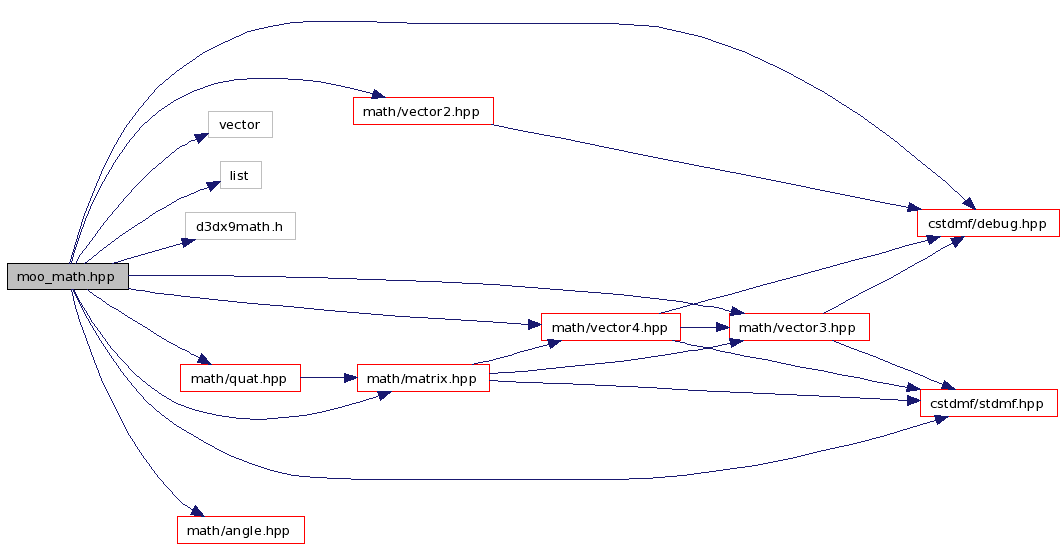 math/vector2.hpp
vector
list
d3dx9math.h
cstdmf/debug.hpp
moo_math.hpp
math/vector4.hpp
math/vector3.hpp
math/quat.hpp
math/matrix.hpp
cstdmf/stdmf.hpp
math/angle.hpp